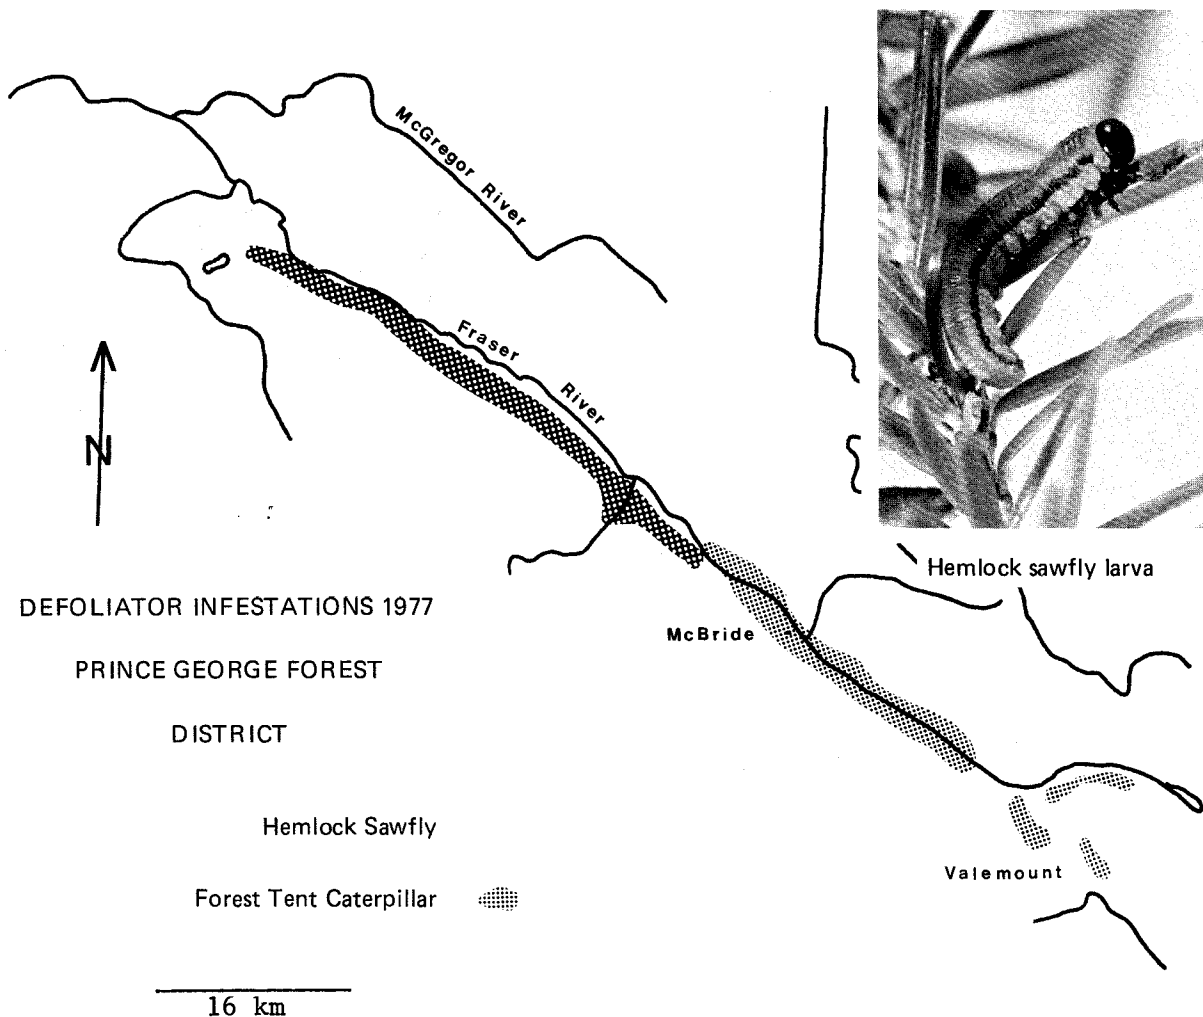 McGregor River
Fraser
River
N
Hemlock sawfly larva
DEFOLIATOR INFESTATIONS 1977
PRINCE GEORGE FOREST
DISTRICT
McBride
Hemlock Sawfly
Valemount
Forest Tent Caterpillar
16 km